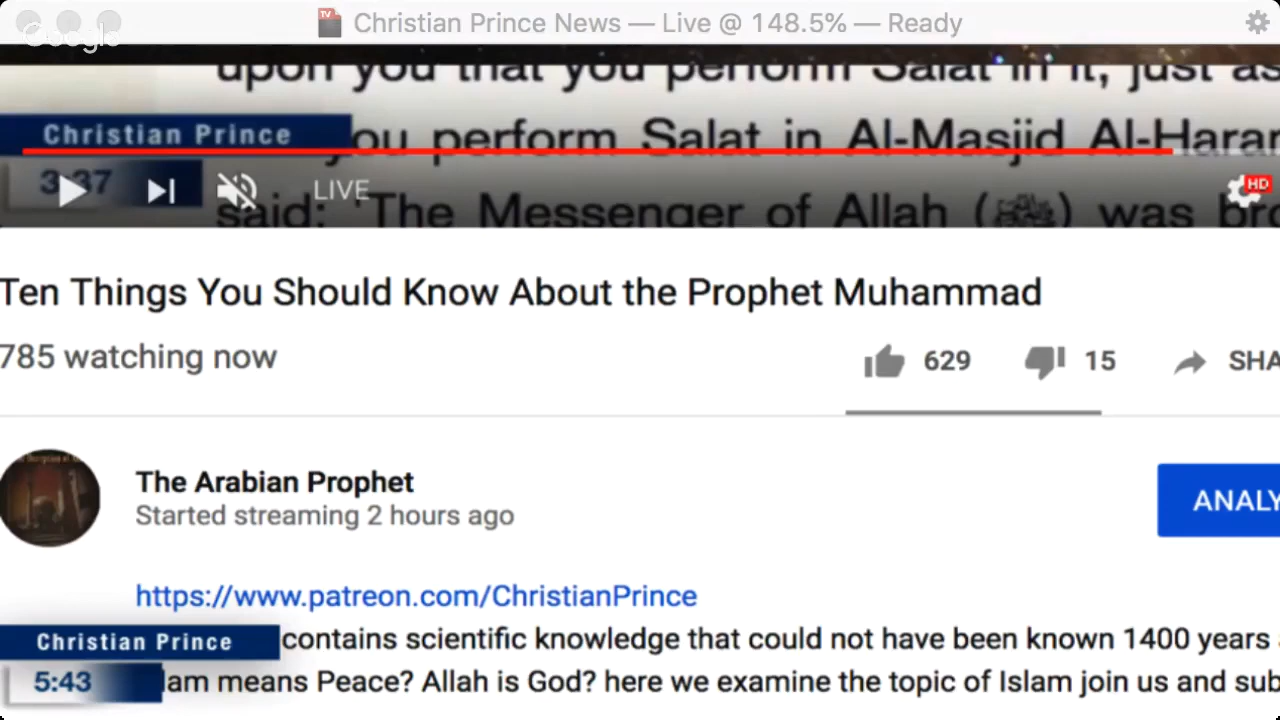 Christian Prince News — Live @ 148.5% — Ready
Google
upon you that you perform Salat in it, just as
Christian Prince
you perform Salat in Al-Masjid Al-Haram
3:37
LIVE
HD
said: 'The Messenger of Allah (ﷺ) was bro
Ten Things You Should Know About the Prophet Muhammad
785 watching now
629
15
SHA
The Arabian Prophet
Started streaming 2 hours ago
ANALY
https://www.patreon.com/ChristianPrince
Christian Prince
contains scientific knowledge that could not have been known 1400 years
5:43
lam means Peace? Allah is God? here we examine the topic of Islam join us and sub